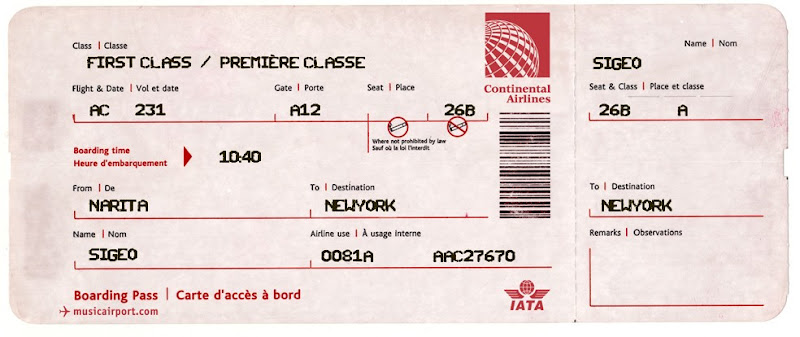 Class | Classe
FIRST CLASS / PREMIÈRE CLASSE
Flight & Date | Vol et date
Gate | Porte
Seat | Place
AC 231
A12
26B
Where not prohibited by law
Sauf où la loi l'interdit
Boarding time
Heure d'embarquement
10:40
From | De
To | Destination
NARITA
NEWYORK
Name | Nom
Airline use | À usage interne
SIGEO
0081A
AAC27670
Boarding Pass | Carte d'accès à bord
musicairport.com
Continental
Airlines
IATA
Name | Nom
SIGEO
Seat & Class | Place et classe
26B A
To | Destination
NEWYORK
Remarks | Observations